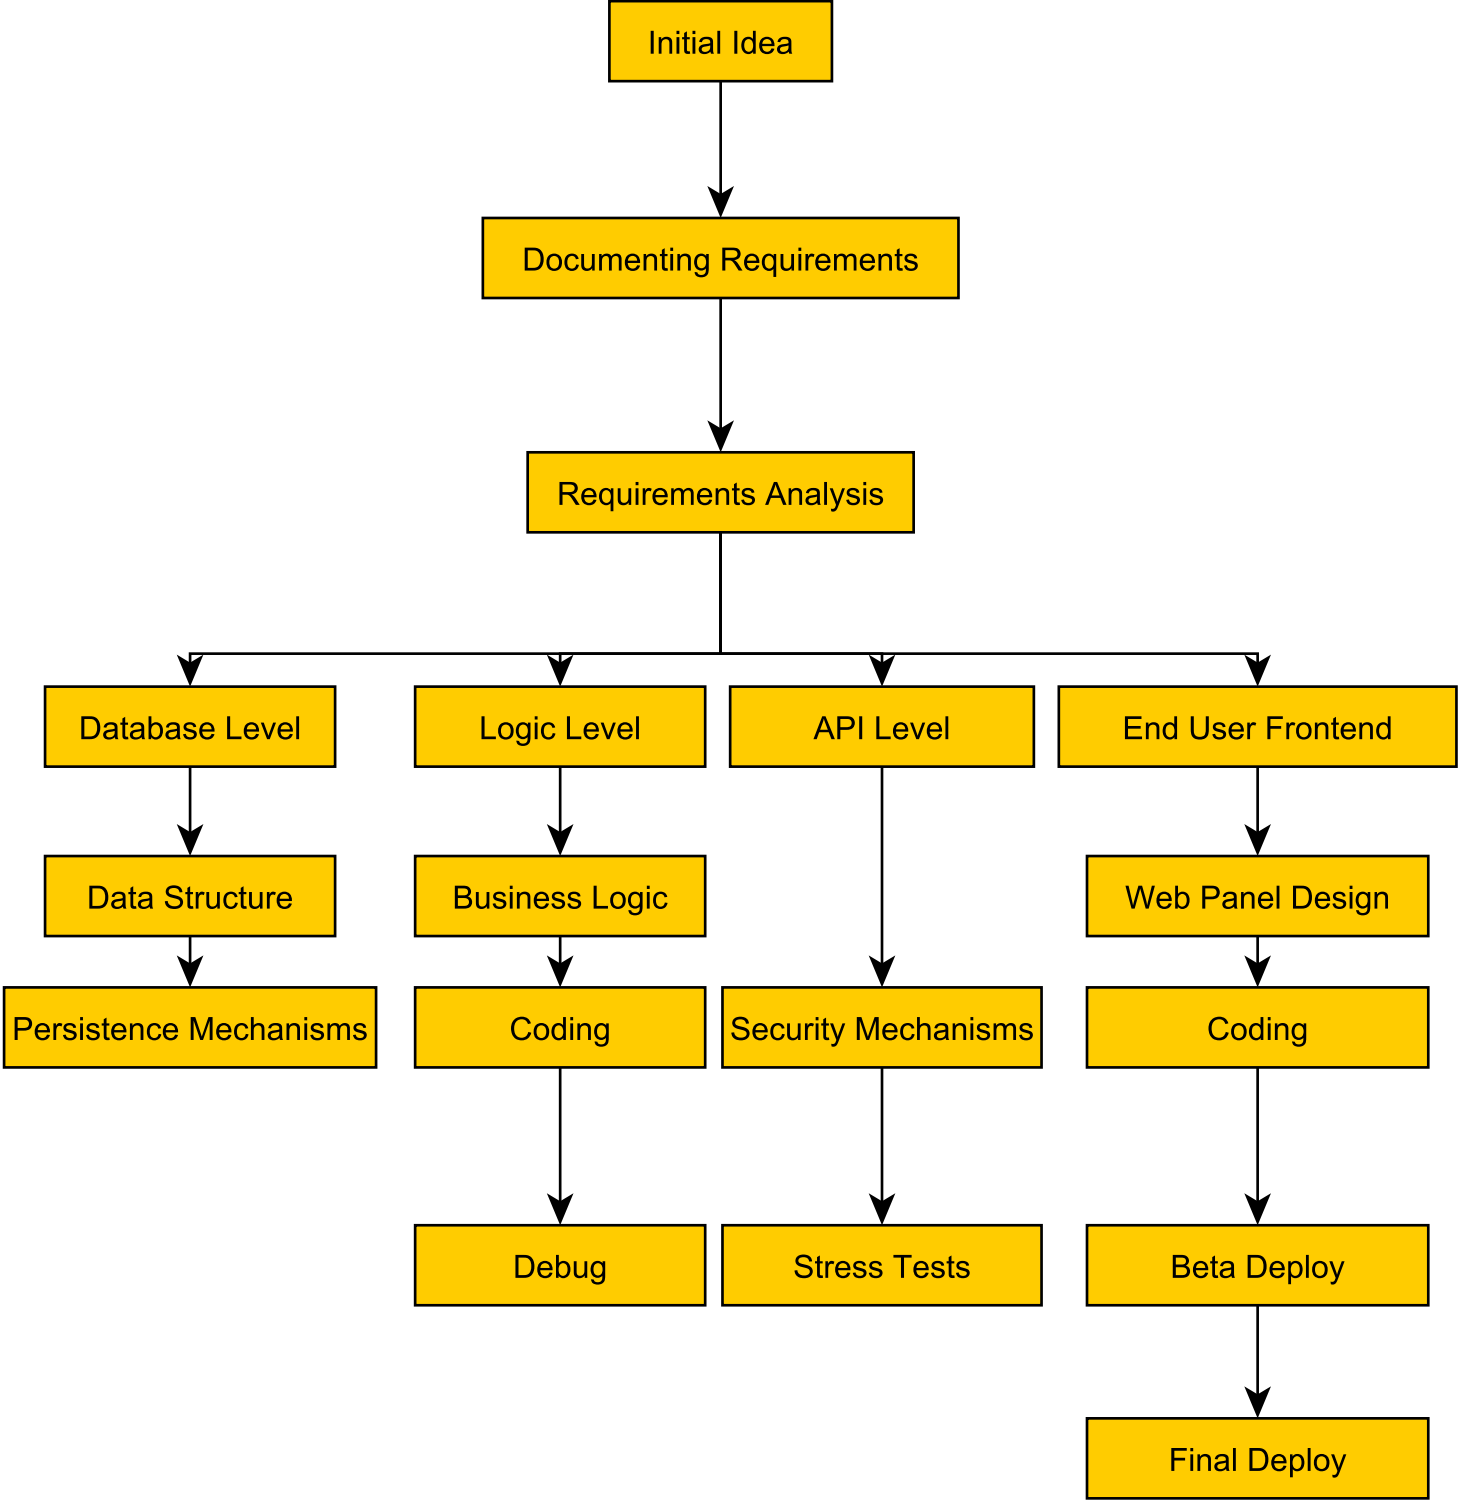 Initial Idea
Documenting Requirements
Requirements Analysis
Database Level
Logic Level
API Level
End User Frontend
Data Structure
Business Logic
Web Panel Design
Persistence Mechanisms
Coding
Security Mechanisms
Coding
Debug
Stress Tests
Beta Deploy
Final Deploy